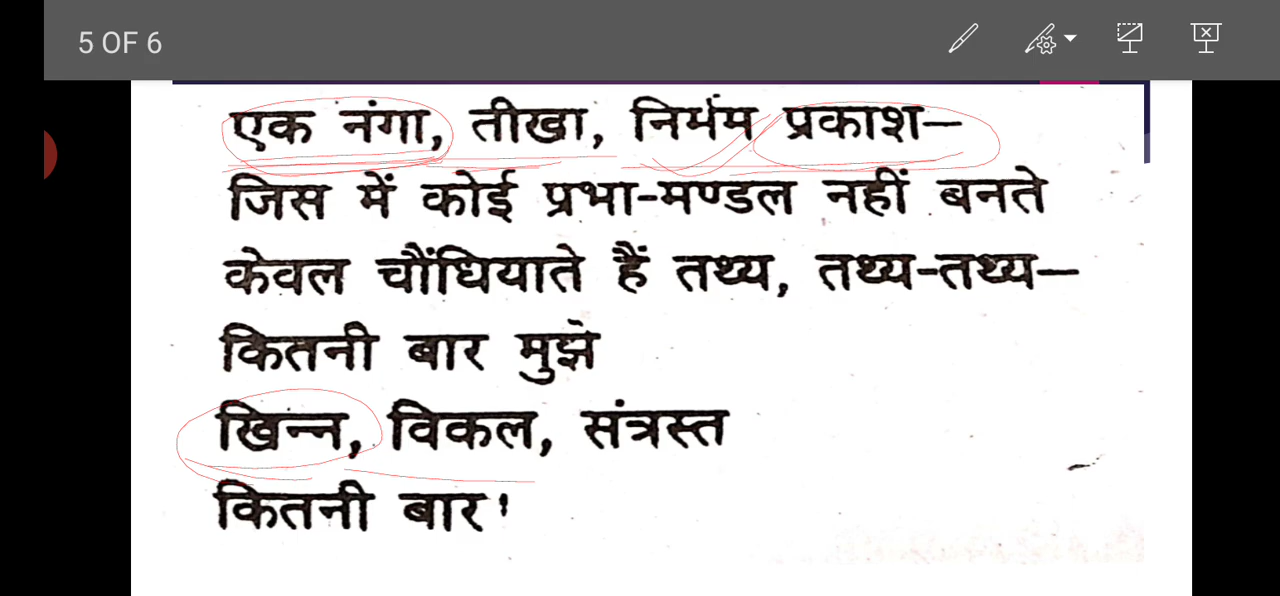 5 OF 6
एक नंगा, तीखा, निर्मम प्रकाश—
जिस में कोई प्रभा-मण्डल नहीं बनते
केवल चौंधियाते हैं तथ्य, तथ्य-तथ्य—
कितनी बार मुझे
खिन्न, विकल, संत्रस्त
कितनी बार!